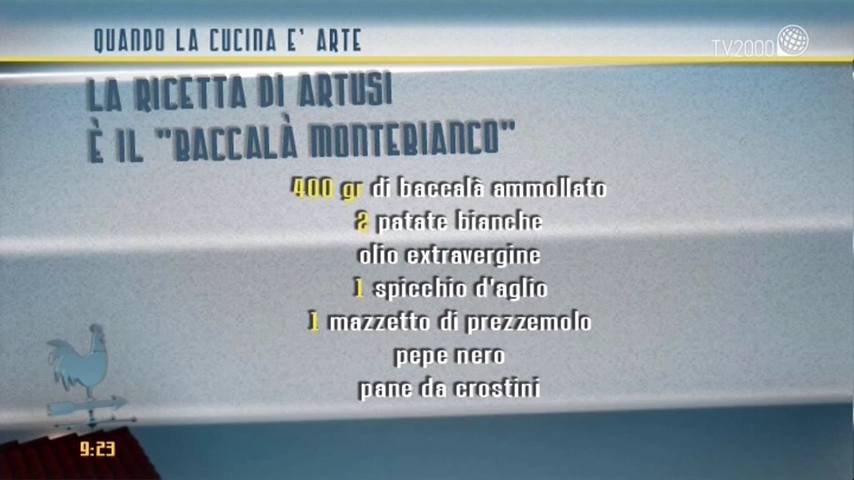 QUANDO LA CUCINA E' ARTE
TV2000
LA RICETTA DI ARTUSI
È IL "BACCALÀ MONTEBIANCO"
400 gr di baccalà ammollato
2 patate bianche
olio extravergine
1 spicchio d'aglio
1 mazzetto di prezzemolo
pepe nero
pane da crostini
9:23